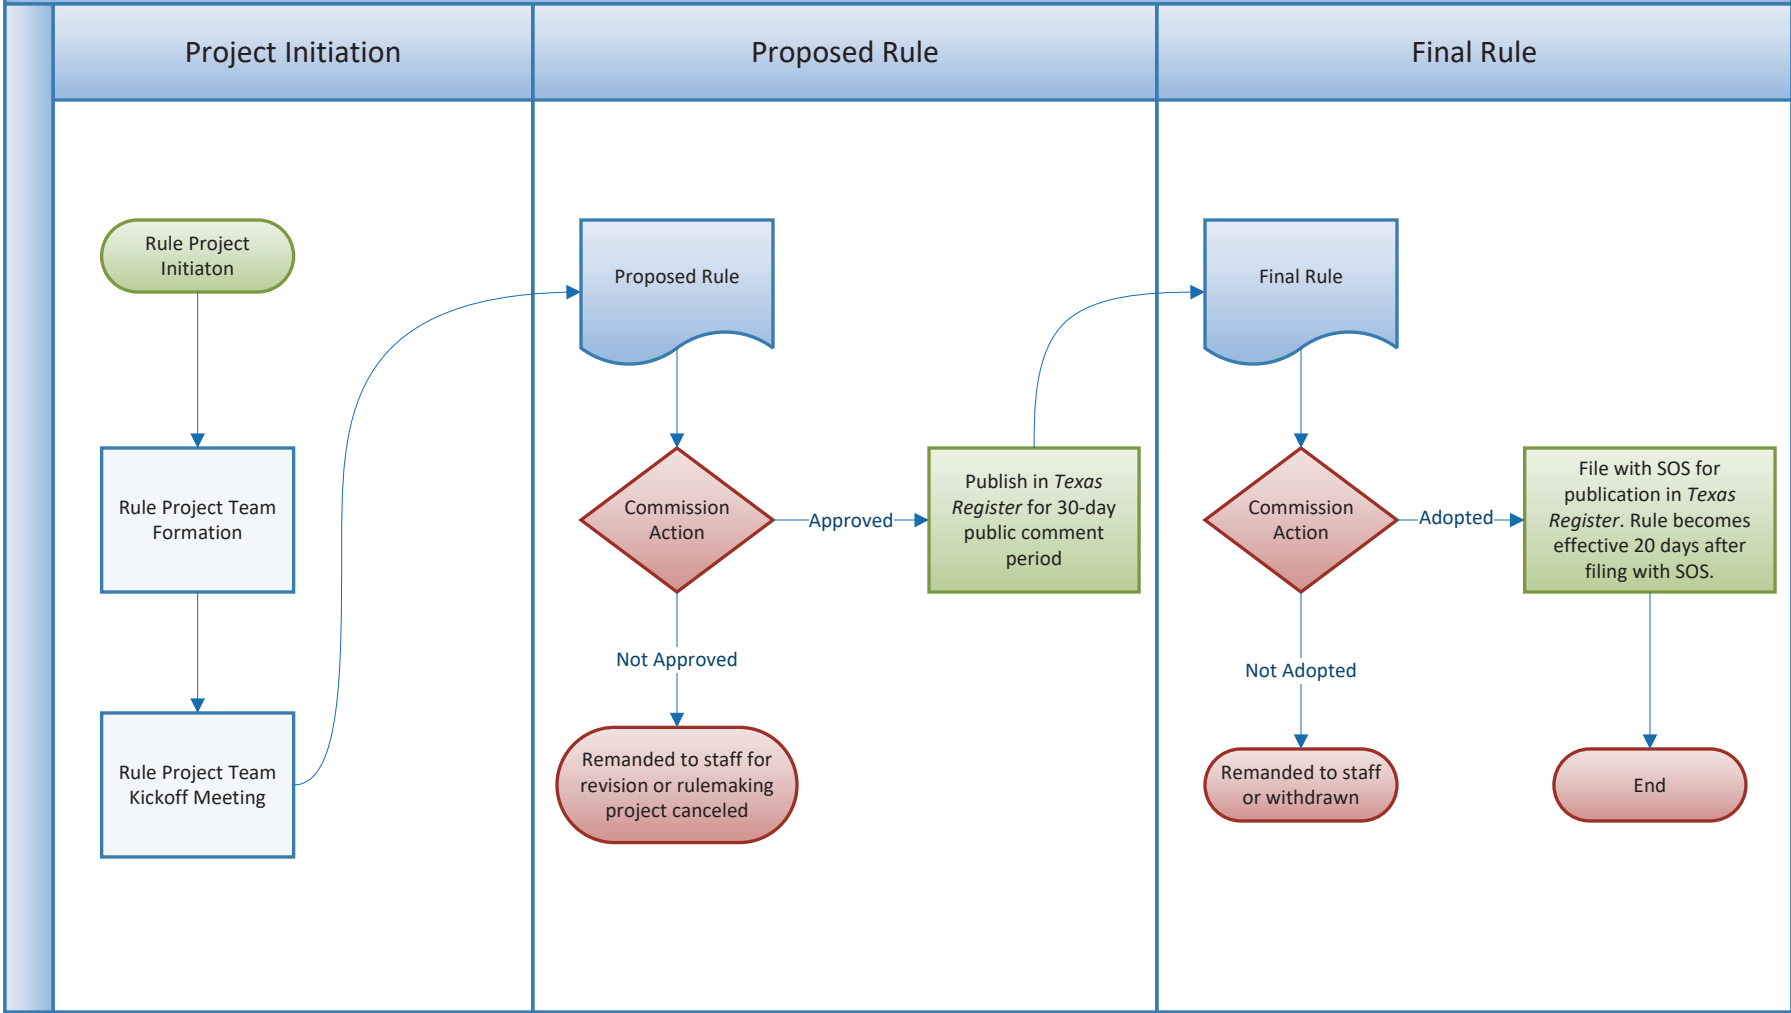 Project Initiation
Proposed Rule
Final Rule
Rule Project
Initiaton
Rule Project Team
Formation
Rule Project Team
Kickoff Meeting
Proposed Rule
Commission
Action
Approved
Publish in Texas
Register for 30-day
public comment
period
Not Approved
Remanded to staff for
revision or rulemaking
project canceled
Final Rule
Commission
Action
Adopted
File with SOS for
publication in Texas
Register. Rule becomes
effective 20 days after
filing with SOS.
Not Adopted
Remanded to staff
or withdrawn
End